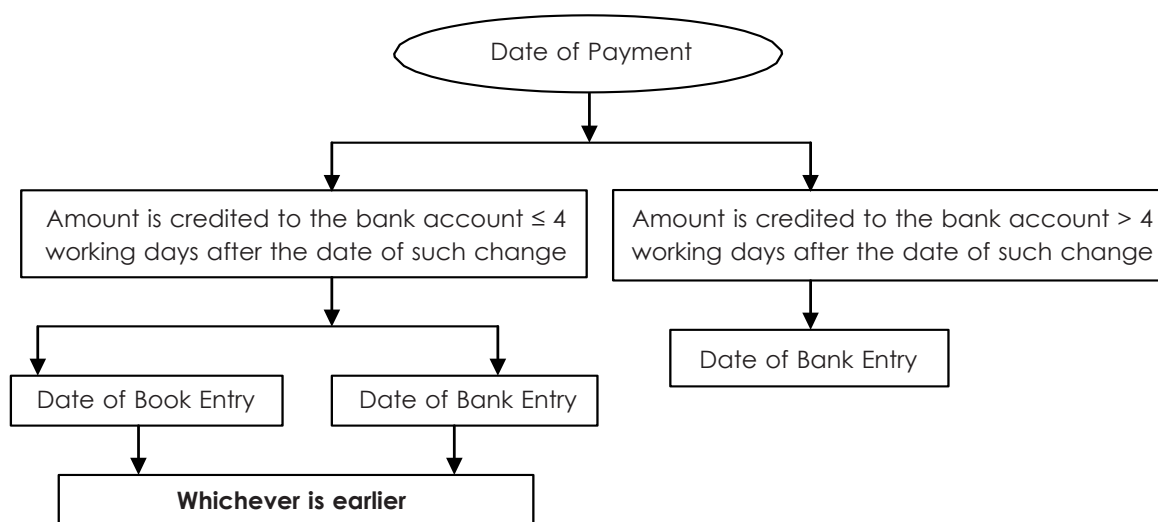 Date of Payment
Amount is credited to the bank account ≤ 4
working days after the date of such change
Amount is credited to the bank account > 4
working days after the date of such change
Date of Bank Entry
Date of Book Entry
Date of Bank Entry
Whichever is earlier